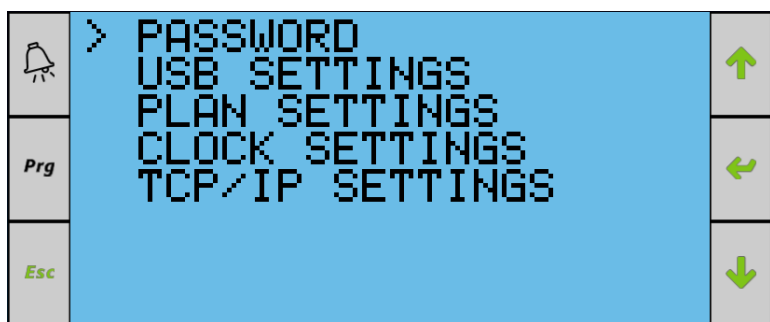 > PASSWORD
USB SETTINGS
PLAN SETTINGS
CLOCK SETTINGS
TCP/IP SETTINGS
Prg
Esc